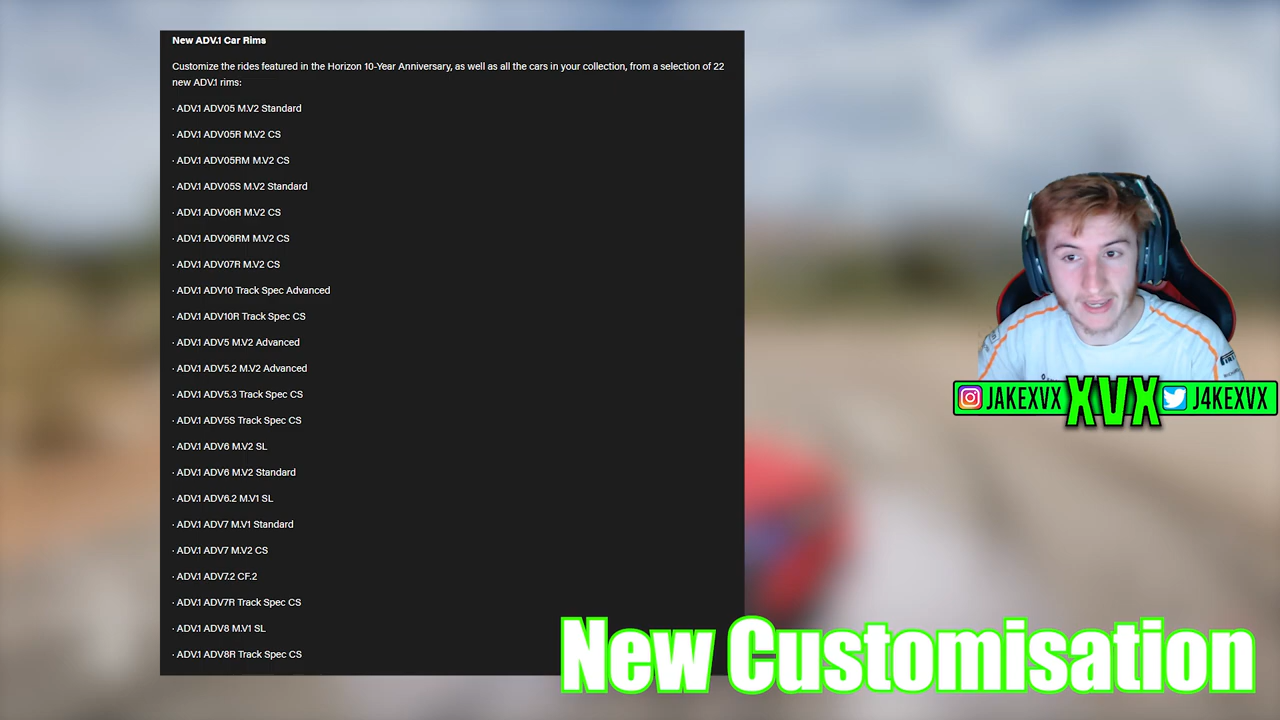 New ADV.1 Car Rims
Customize the rides featured in the Horizon 10-Year Anniversary, as well as all the cars in your collection, from a selection of 22
new ADV.1 rims:
· ADV.1 ADV05 M.V2 Standard
· ADV.1 ADV05R M.V2 CS
· ADV.1 ADV05RM M.V2 CS
· ADV.1 ADV05S M.V2 Standard
· ADV.1 ADV06R M.V2 CS
· ADV.1 ADV06RM M.V2 CS
· ADV.1 ADV07R M.V2 CS
· ADV.1 ADV10 Track Spec Advanced
· ADV.1 ADV10R Track Spec CS
· ADV.1 ADV5 M.V2 Advanced
· ADV.1 ADV5.2 M.V2 Advanced
· ADV.1 ADV5.3 Track Spec CS
· ADV.1 ADV5S Track Spec CS
· ADV.1 ADV6 M.V2 SL
· ADV.1 ADV6 M.V2 Standard
· ADV.1 ADV6.2 M.V1 SL
· ADV.1 ADV7 M.V1 Standard
· ADV.1 ADV7 M.V2 CS
· ADV.1 ADV7.2 CF.2
· ADV.1 ADV7R Track Spec CS
· ADV.1 ADV8 M.V1 SL
· ADV.1 ADV8R Track Spec CS
JAKEXVX XVX J4KEXVX
New Customisation